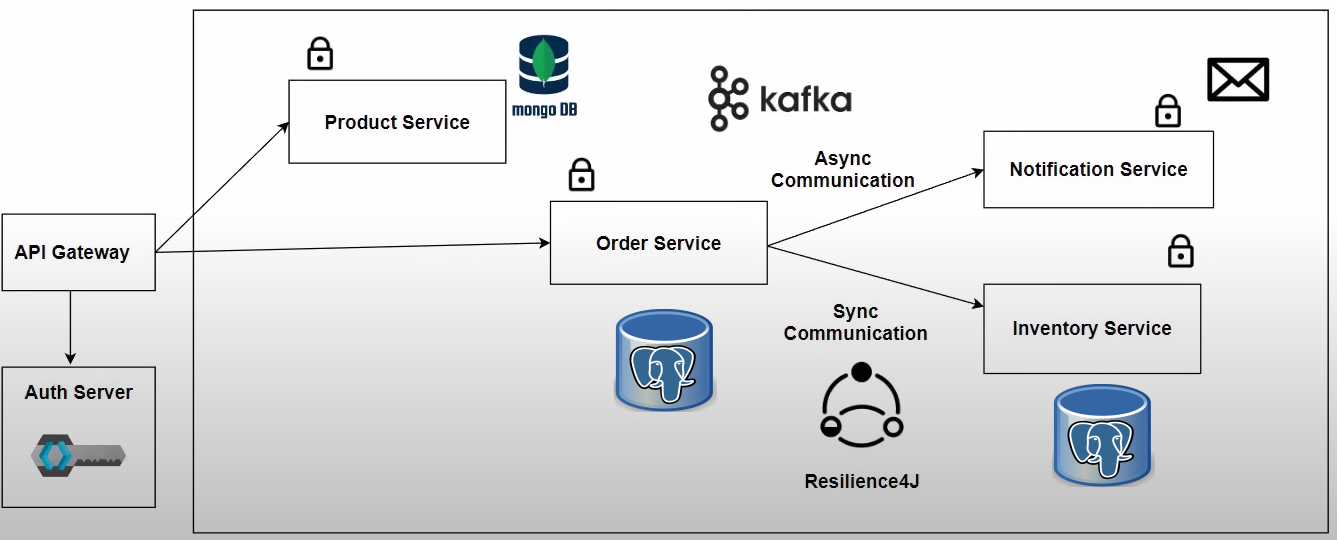 mongo DB
Product Service
kafka
Async
Communication
Notification Service
API Gateway
Order Service
Sync
Communication
Inventory Service
Auth Server
Resilience4J